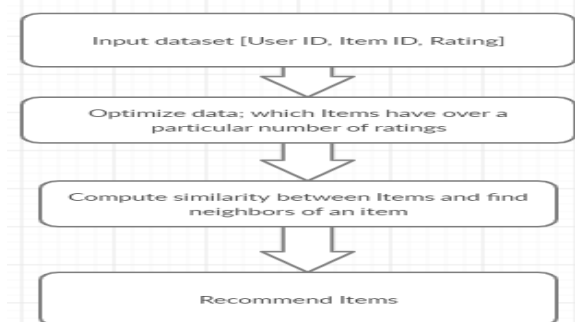 Input dataset [User ID, Item ID, Rating]
Optimize data; which Items have over a
particular number of ratings
Compute similarity between Items and find
neighbors of an item
Recommend Items